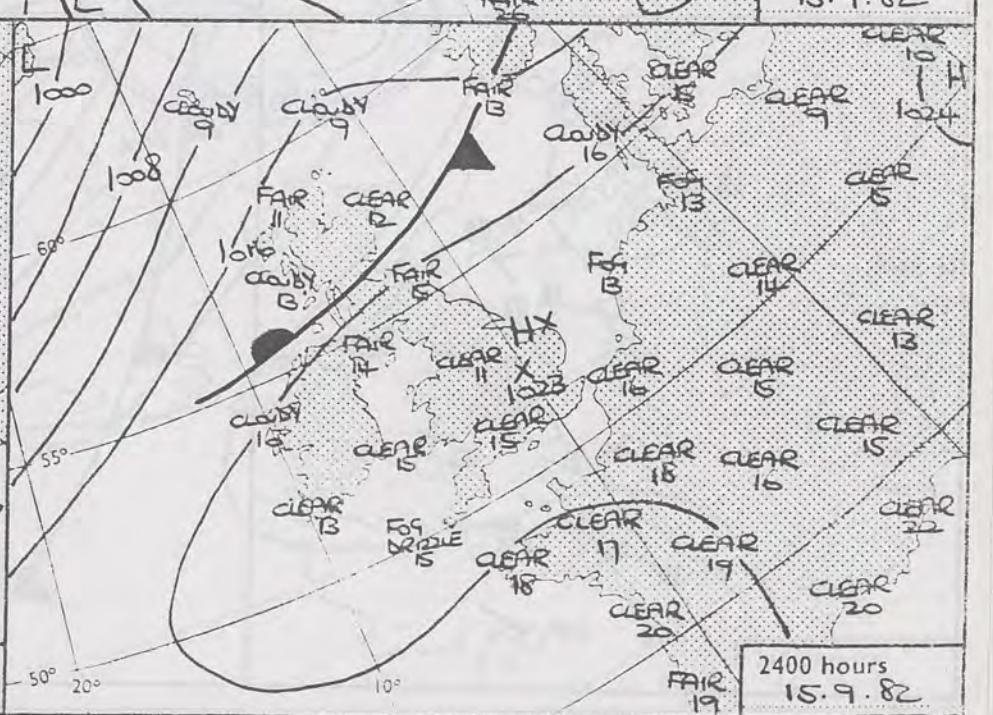 FAIR
15.9.82
L
1000
CLOUDY
9
CLOUDY
9
FAIR
13
CLEAR
15
CLEAR
9
CLEAR
10
H
1024
CLOUDY
16
1008
FAIR
11
CLEAR
12
FOG
13
CLEAR
15
60°
1016
CLOUDY
13
FAIR
15
FOG
13
CLEAR
14
FAIR
14
CLEAR
11
H X
X
1023
CLEAR
16
CLEAR
15
CLEAR
13
CLOUDY
16
CLEAR
15
CLEAR
15
CLEAR
18
CLEAR
16
CLEAR
15
55°
CLEAR
13
FOG
DRIZZLE
15
CLEAR
18
CLEAR
17
CLEAR
19
CLEAR
22
CLEAR
20
CLEAR
20
50°
20°
10°
FAIR
19
2400 hours
15.9.82